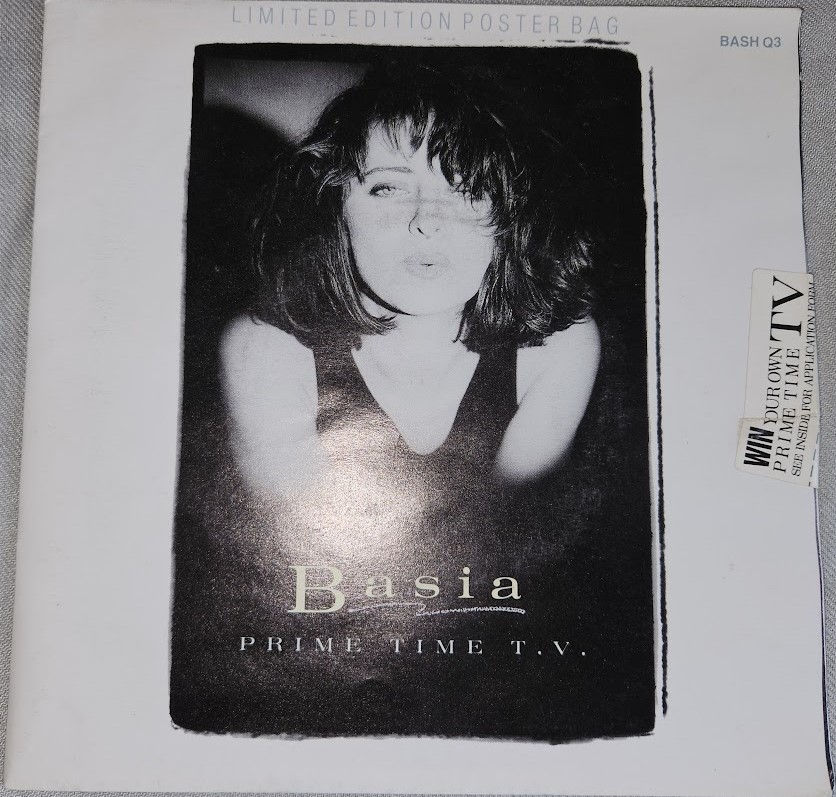 LIMITED EDITION POSTER BAG
BASH Q3
WIN YOUR OWN
PRIME TIME TV
SEE INSIDE FOR APPLICATION FORM
Basia
PRIME TIME T.V.